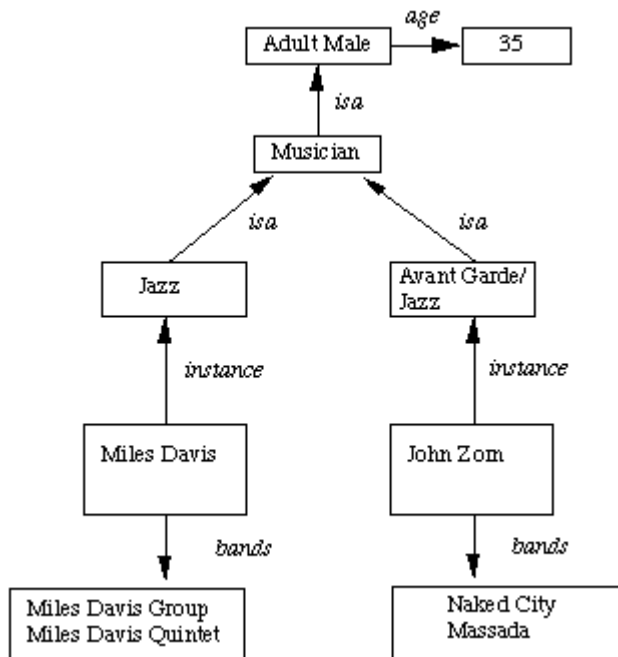 age
Adult Male
35
isa
Musician
isa
isa
Jazz
Avant Garde/
Jazz
instance
instance
Miles Davis
John Zorn
bands
bands
Miles Davis Group
Miles Davis Quintet
Naked City
Massada